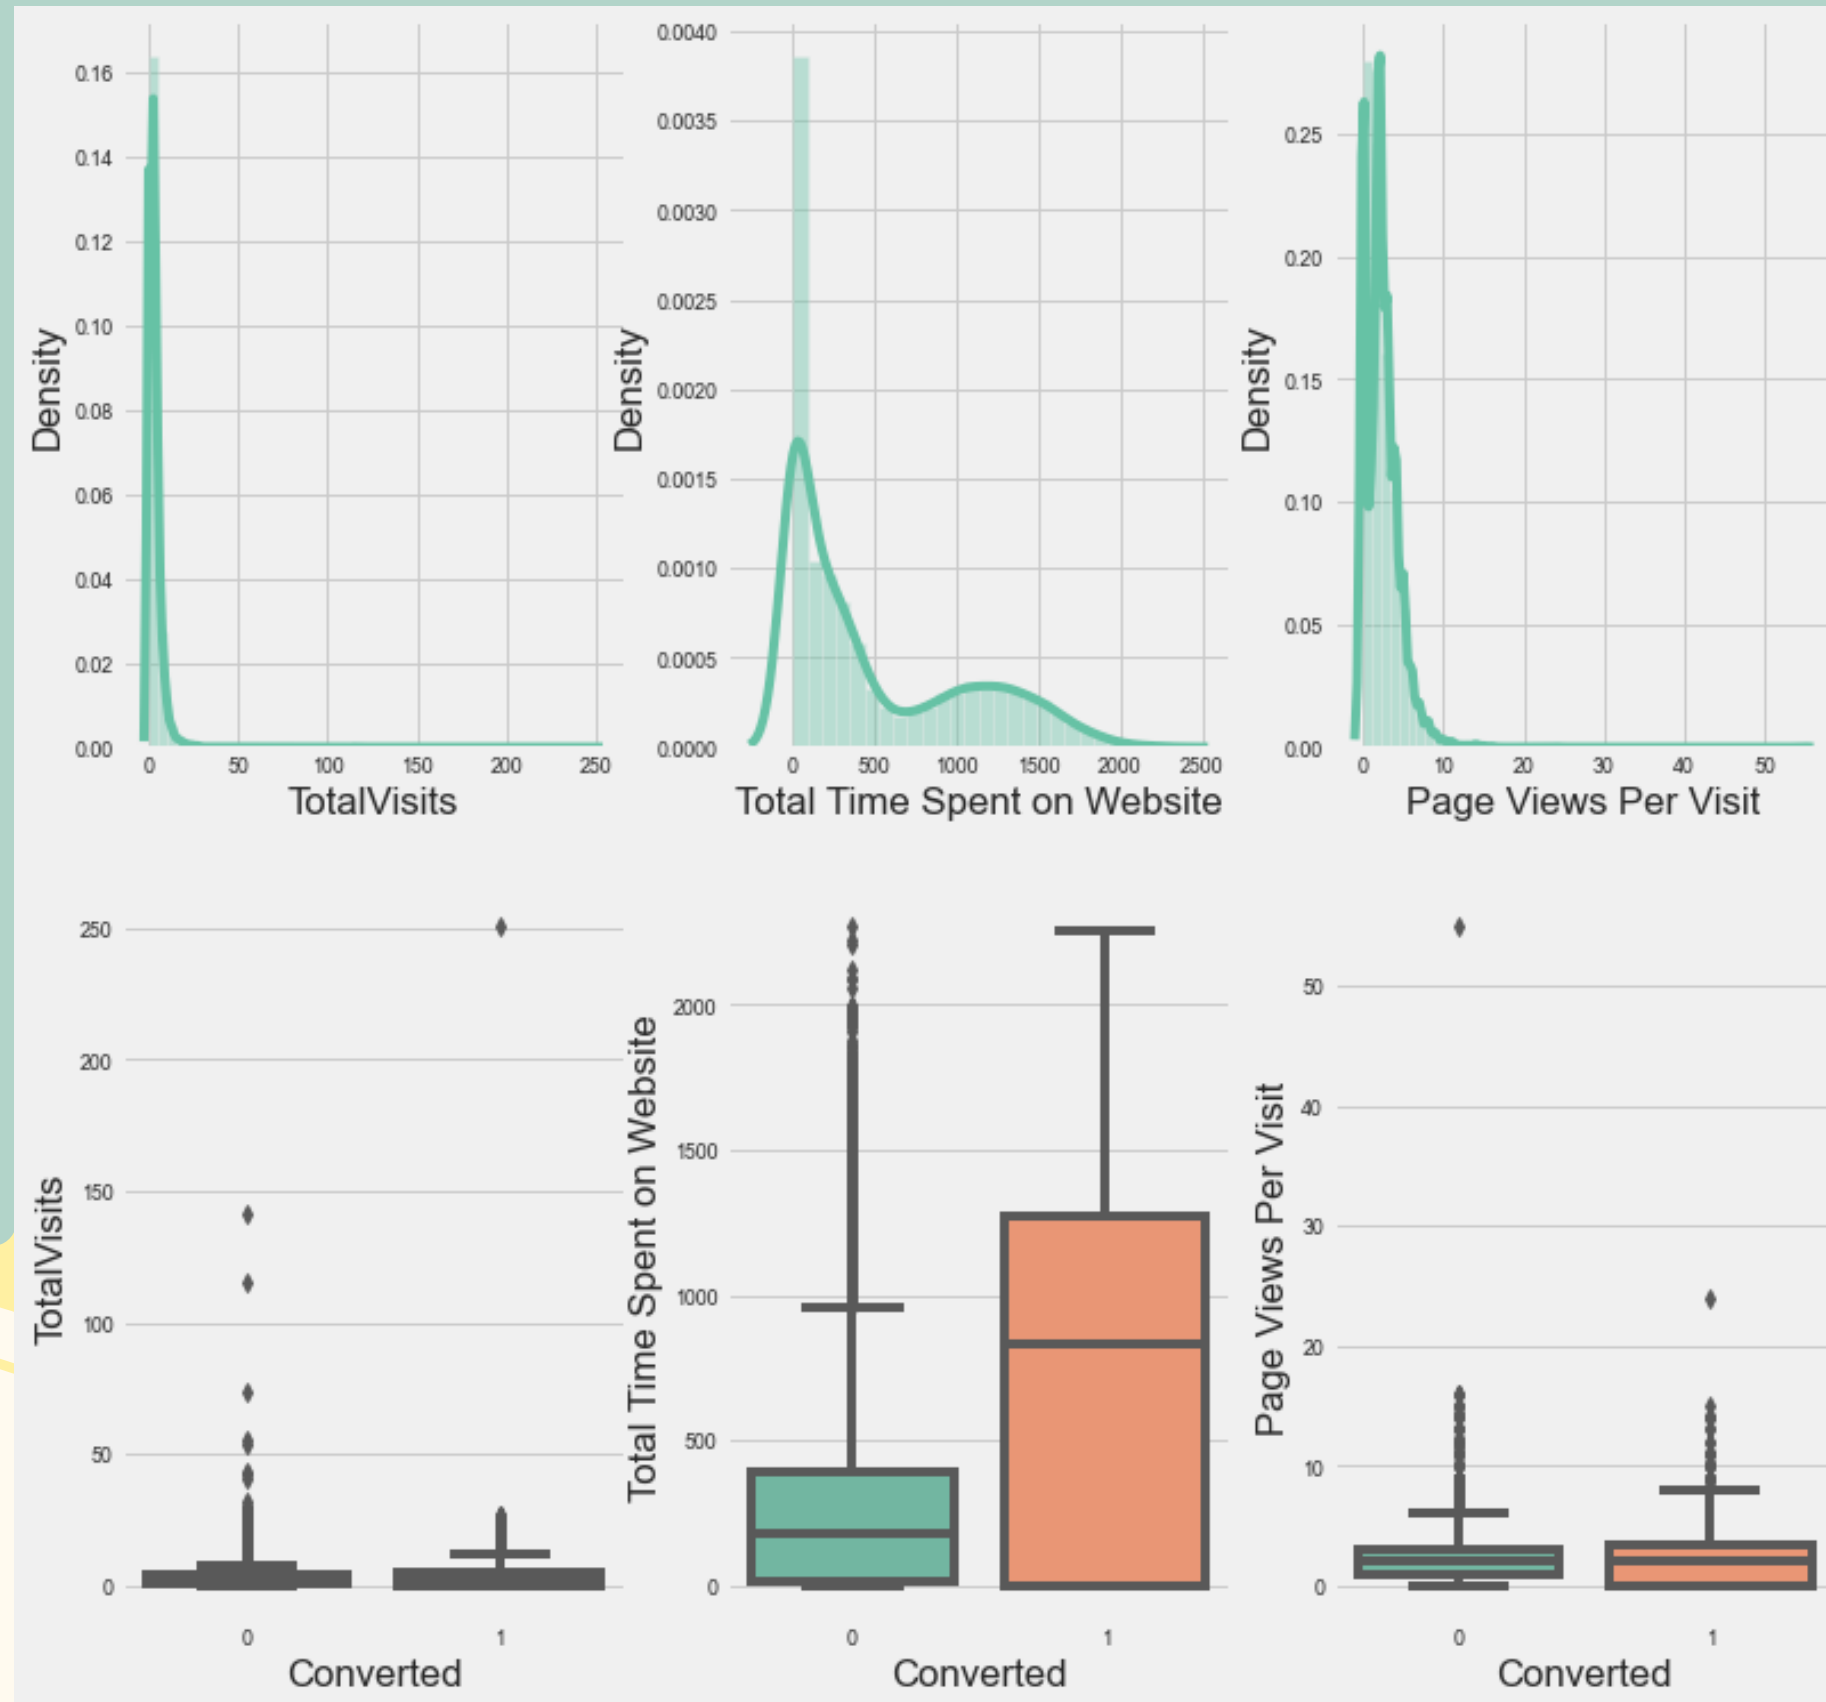 0.16
0.14
0.12
0.10
0.08
0.06
0.04
0.02
0.00
Density
0 50 100 150 200 250
TotalVisits
0.0040
0.0035
0.0030
0.0025
0.0020
0.0015
0.0010
0.0005
0.0000
Density
0 500 1000 1500 2000 2500
Total Time Spent on Website
0.25
0.20
0.15
0.10
0.05
0.00
Density
0 10 20 30 40 50
Page Views Per Visit
250
200
150
100
50
0
TotalVisits
0 1
Converted
2000
1500
1000
500
0
Total Time Spent on Website
0 1
Converted
50
40
30
20
10
0
Page Views Per Visit
0 1
Converted